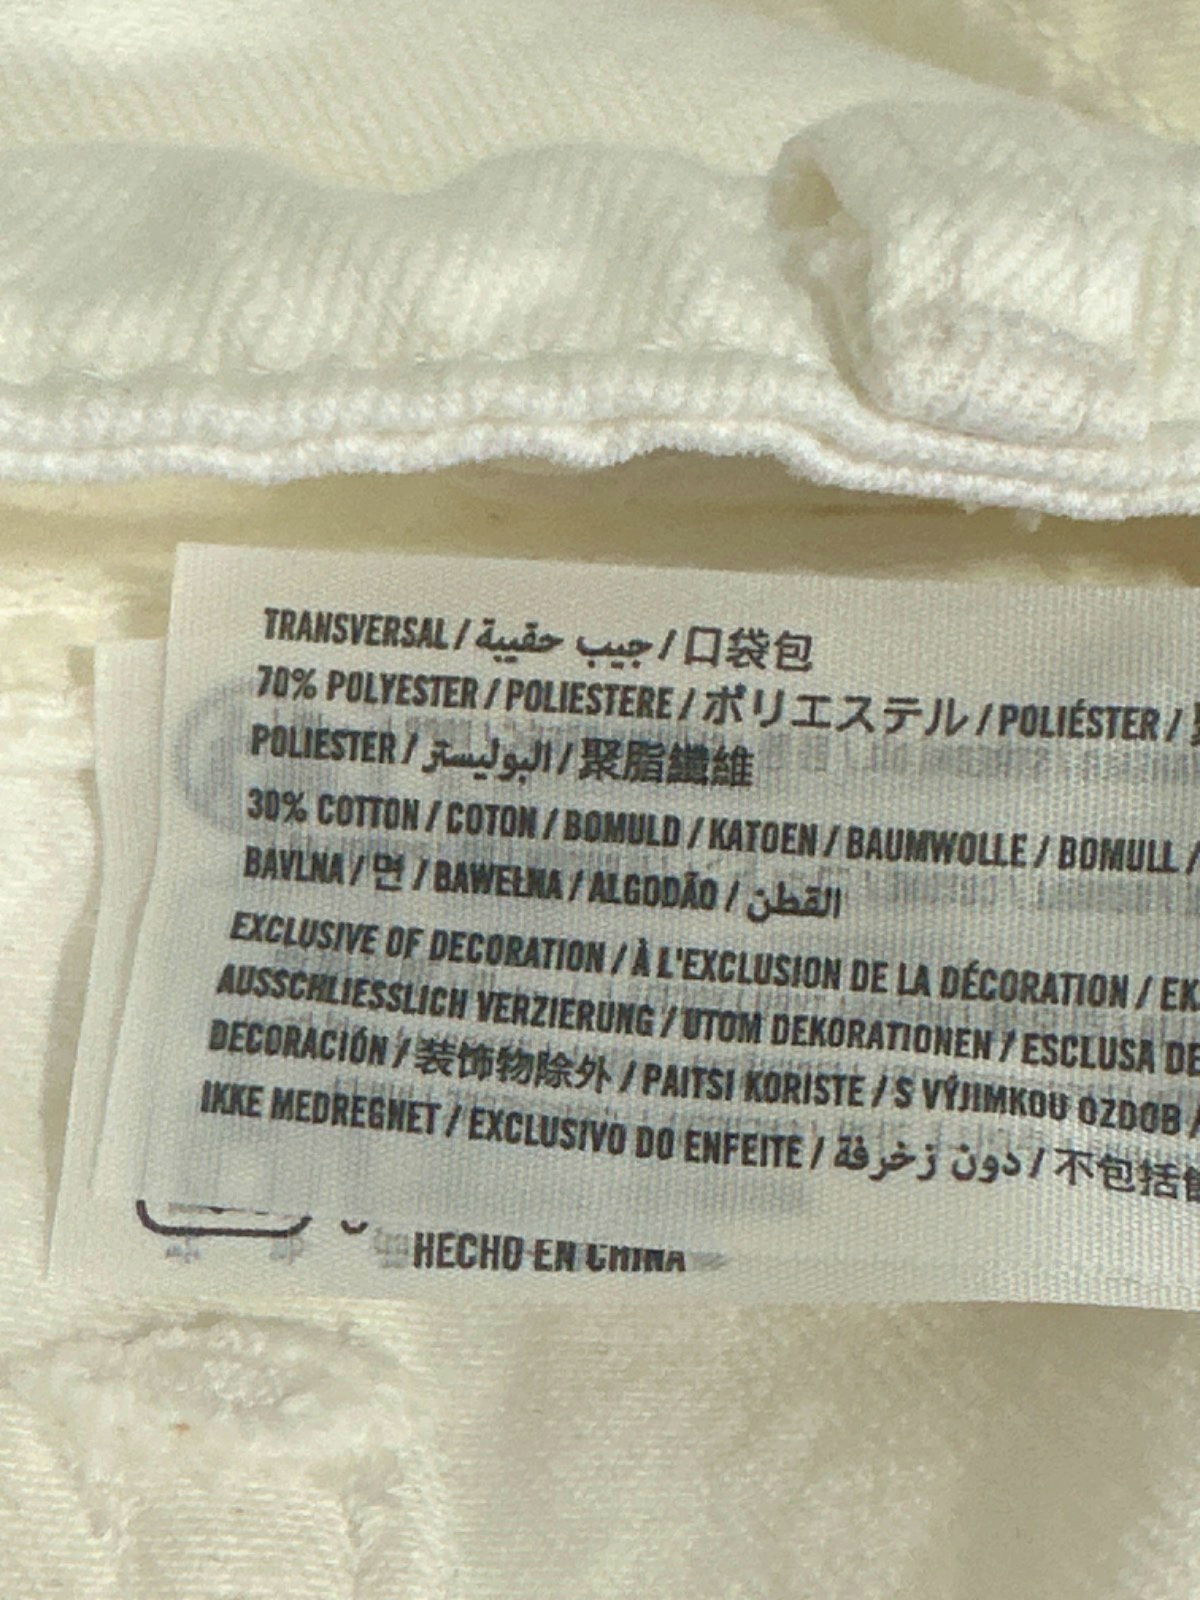 TRANSVERSAL / جيب حقيبة / 口袋包
70% POLYESTER / POLIESTERE / ポリエステル / POLIÉSTER /
POLIESTER / البوليستر / 聚脂纖維
30% COTTON / COTON / BOMULD / KATOEN / BAUMWOLLE / BOMULL /
BAVLNA / 면 / BAWEŁNA / ALGODÃO / القطن
EXCLUSIVE OF DECORATION / À L'EXCLUSION DE LA DÉCORATION / EK
AUSSCHLIESSLICH VERZIERUNG / UTOM DEKORATIONEN / ESCLUSA DE
DECORACIÓN / 装饰物除外 / PAITSI KORISTE / S VÝJIMKOU OZDOB /
IKKE MEDREGNET / EXCLUSIVO DO ENFEITE / دون زخرفة / 不包括
HECHO EN CHINA